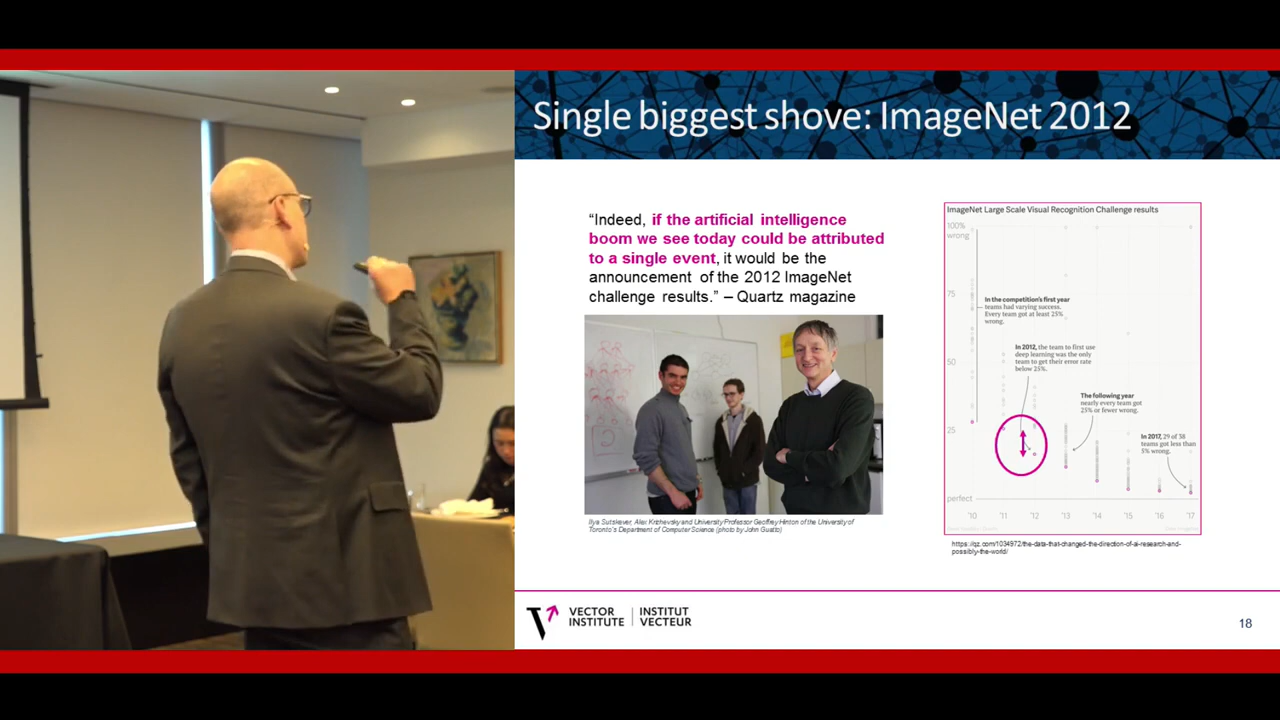 Single biggest shove: ImageNet 2012
“Indeed, if the artificial intelligence
boom we see today could be attributed
to a single event, it would be the
announcement of the 2012 ImageNet
challenge results.” – Quartz magazine
Ilya Sutskever, Alex Krizhevsky and University Professor Geoffrey Hinton of the University of
Toronto's Department of Computer Science (photo by John Guatto)
ImageNet Large Scale Visual Recognition Challenge results
100%
wrong
75
In the competition's first year
teams had varying success.
Every team got at least 25%
wrong.
In 2012, the team to first use
deep learning was the only
team to get their error rate
below 25%.
50
The following year
nearly every team got
25% or fewer wrong.
25
In 2017, 29 of 38
teams got less than
5% wrong.
perfect
'10 '11 '12 '13 '14 '15 '16 '17
https://qz.com/1034972/the-data-that-changed-the-direction-of-ai-research-and-
possibly-the-world/
VECTOR INSTITUT
INSTITUTE VECTEUR
18